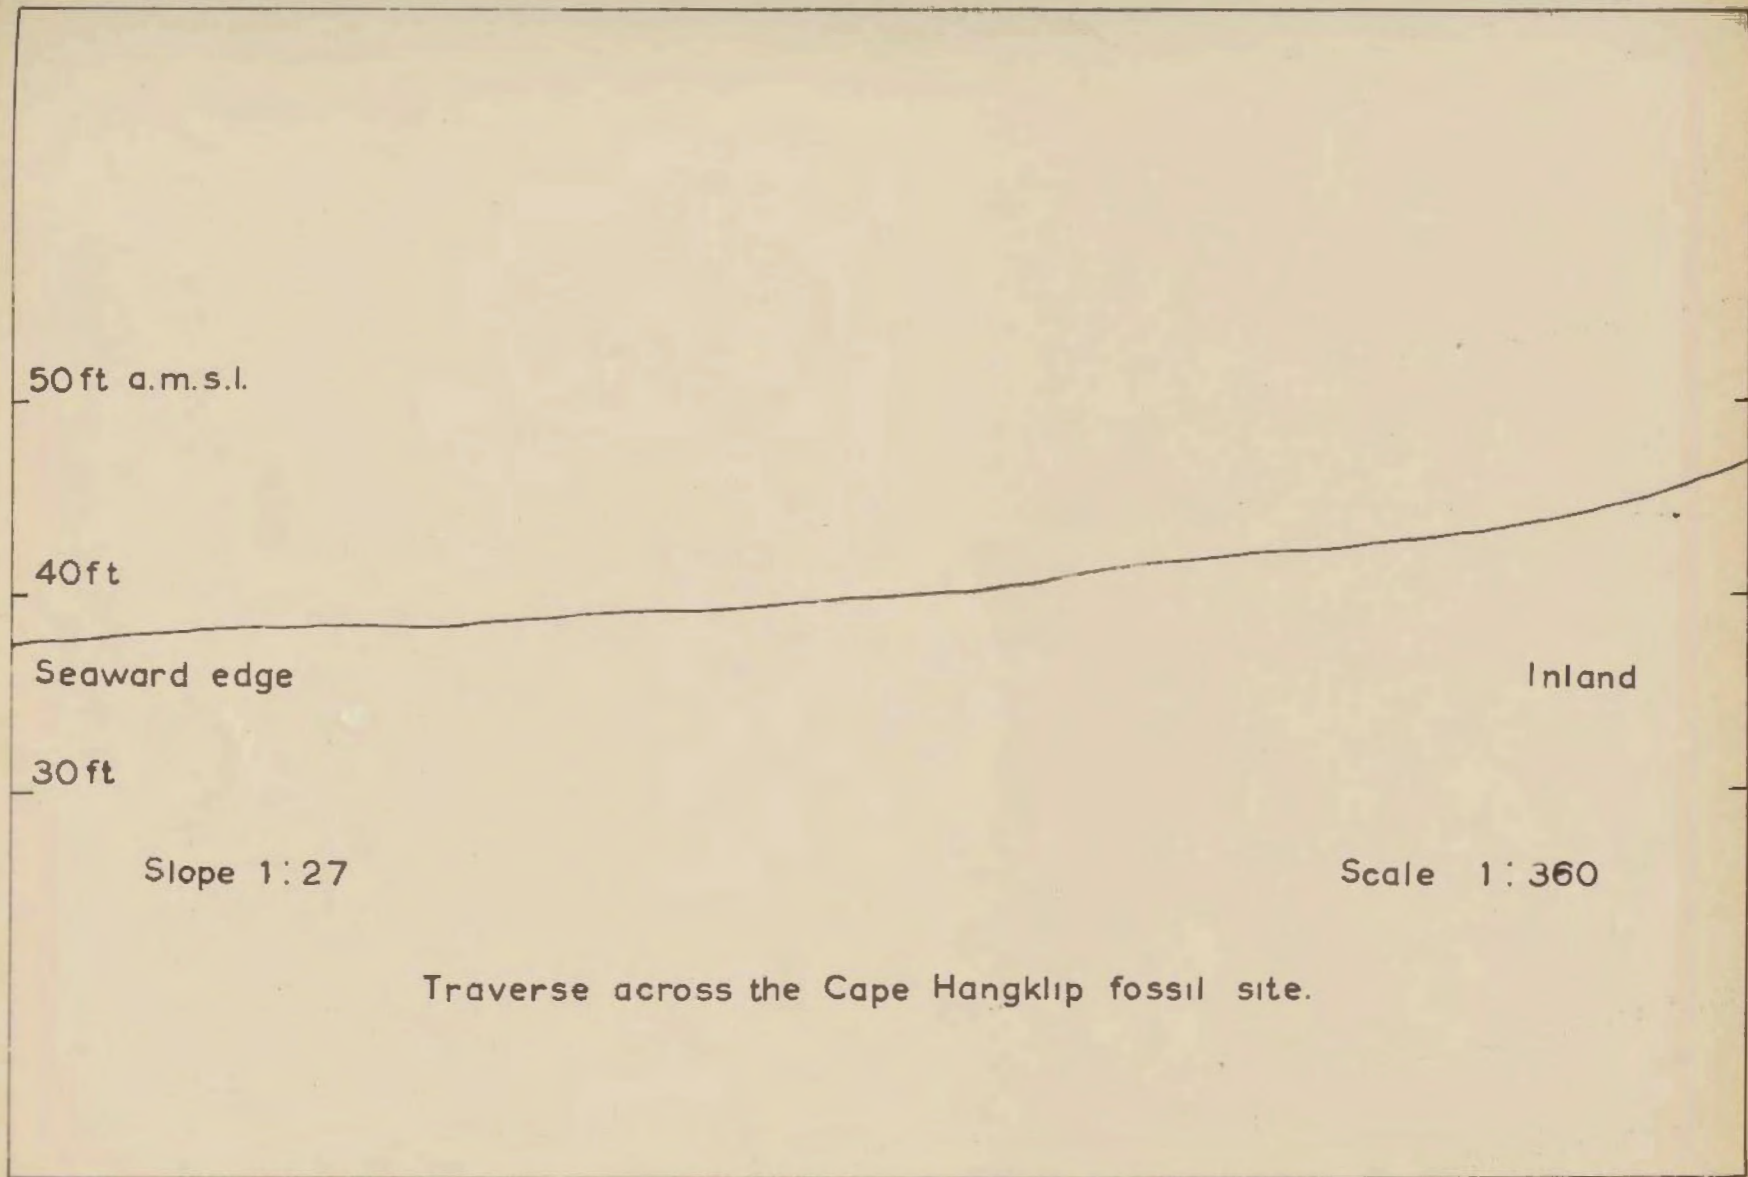 50ft a.m.s.l.
40ft
Seaward edge
Inland
30ft
Slope 1:27
Scale 1:360
Traverse across the Cape Hangklip fossil site.